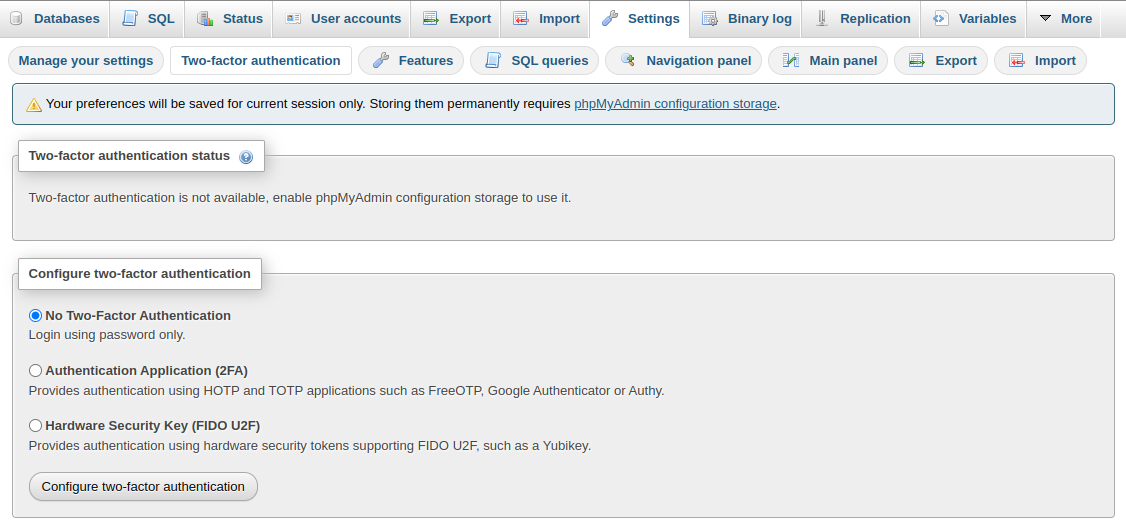 Databases SQL Status User accounts Export Import Settings Binary log Replication Variables More
Manage your settings Two-factor authentication Features SQL queries Navigation panel Main panel Export Import
Your preferences will be saved for current session only. Storing them permanently requires phpMyAdmin configuration storage.
Two-factor authentication status
Two-factor authentication is not available, enable phpMyAdmin configuration storage to use it.
Configure two-factor authentication
No Two-Factor Authentication
Login using password only.
Authentication Application (2FA)
Provides authentication using HOTP and TOTP applications such as FreeOTP, Google Authenticator or Authy.
Hardware Security Key (FIDO U2F)
Provides authentication using hardware security tokens supporting FIDO U2F, such as a Yubikey.
Configure two-factor authentication